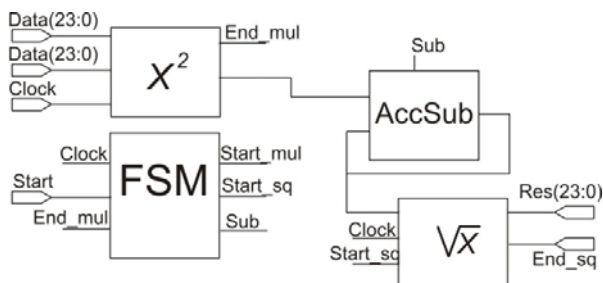 Data(23:0)
End_mul
Data(23:0)
X²
Clock
Sub
AccSub
Clock
FSM
Start_mul
Start
Start_sq
End_mul
Sub
Res(23:0)
Clock
√x
Start_sq
End_sq